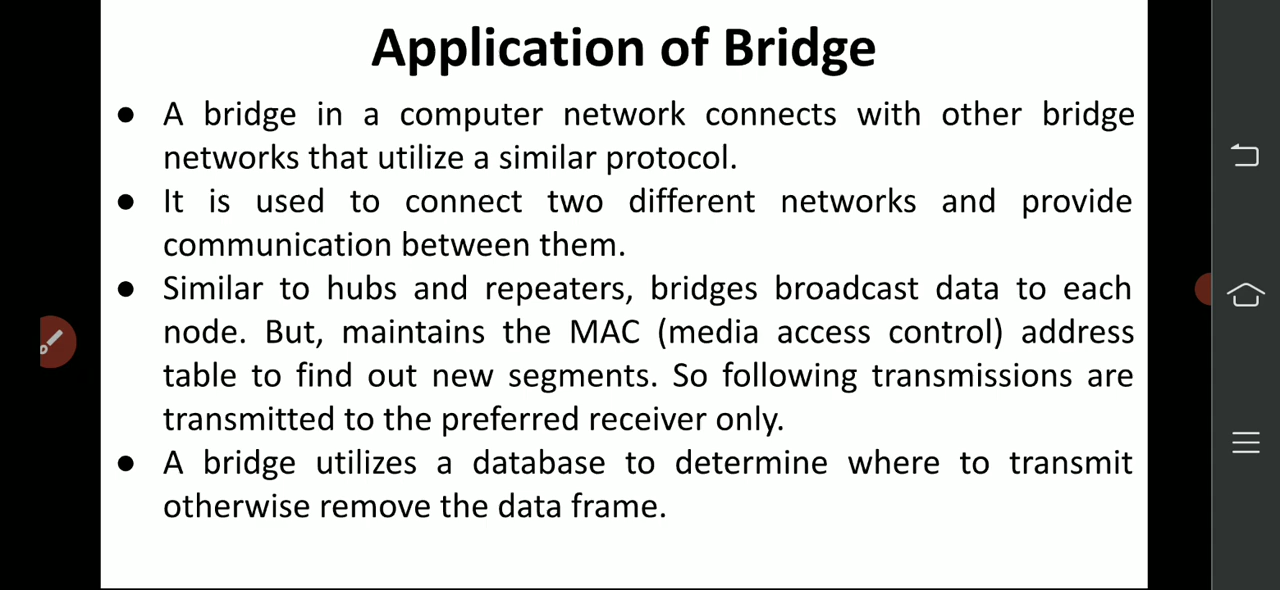 Application of Bridge
● A bridge in a computer network connects with other bridge
networks that utilize a similar protocol.
● It is used to connect two different networks and provide
communication between them.
● Similar to hubs and repeaters, bridges broadcast data to each
node. But, maintains the MAC (media access control) address
table to find out new segments. So following transmissions are
transmitted to the preferred receiver only.
● A bridge utilizes a database to determine where to transmit
otherwise remove the data frame.